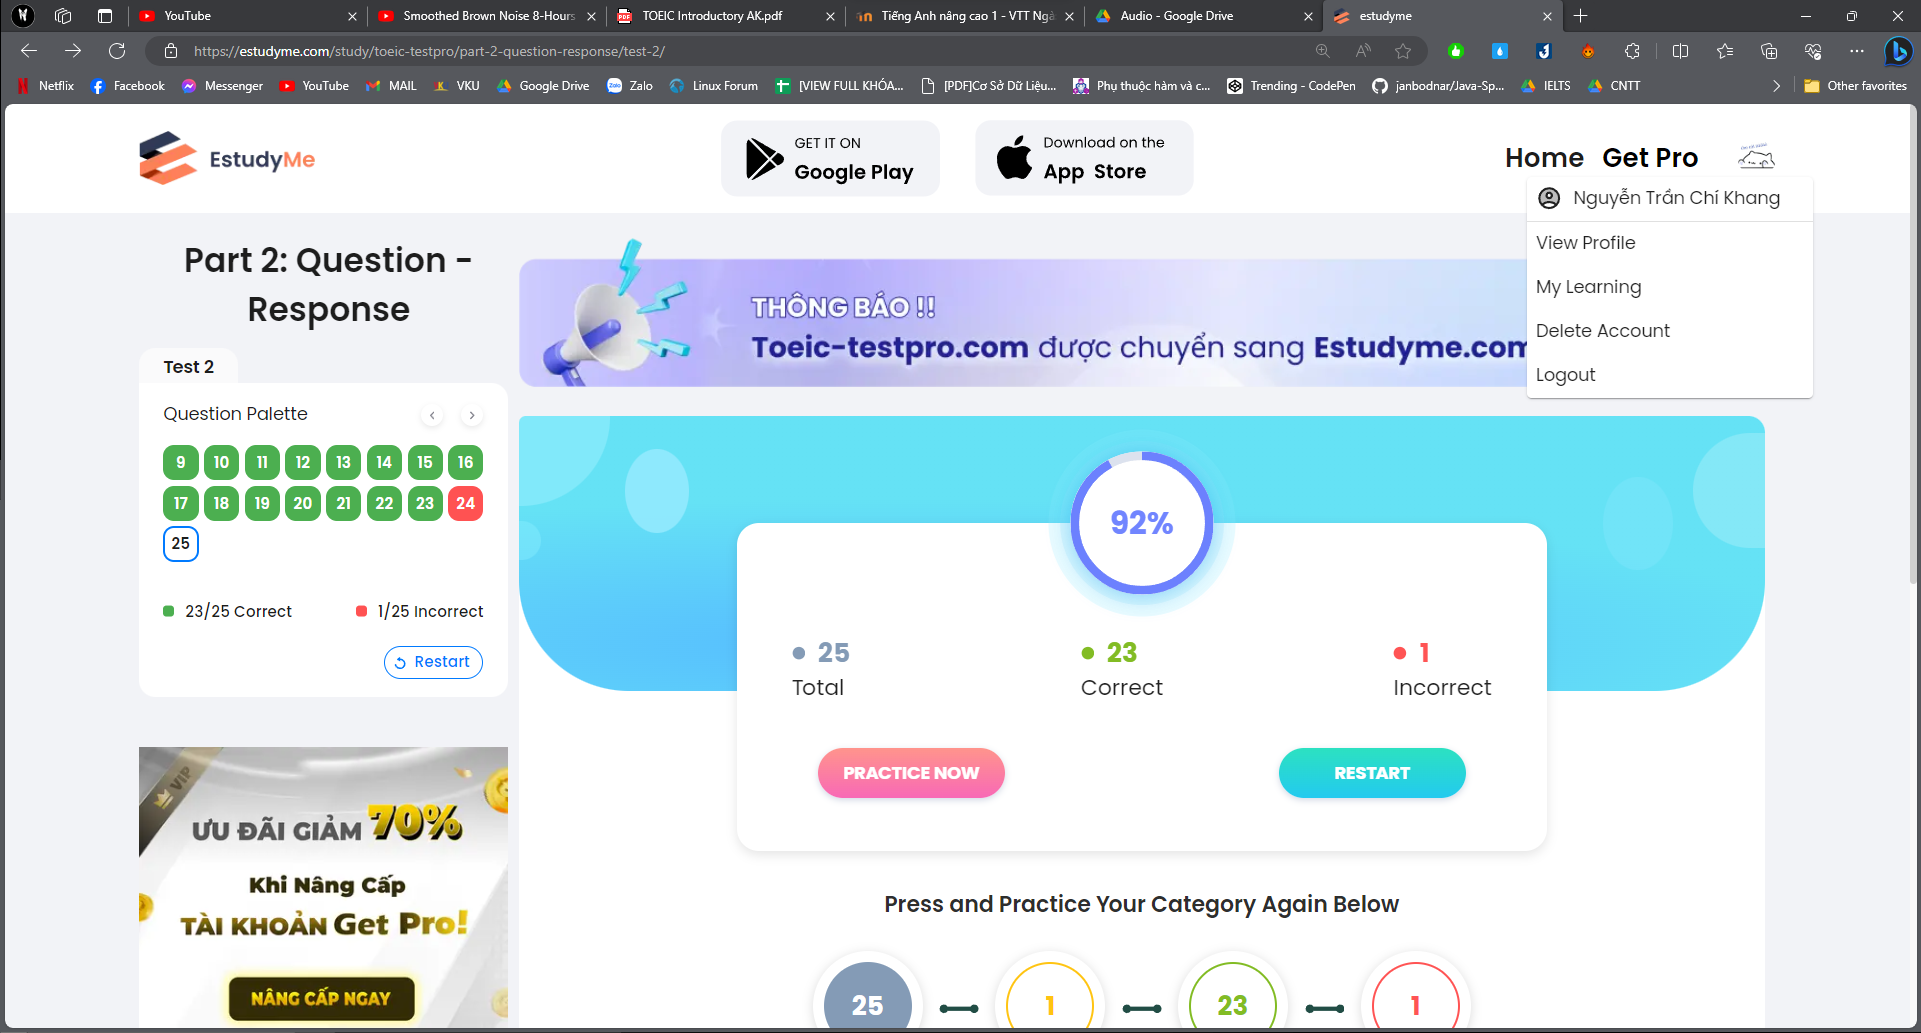 YouTube
Smoothed Brown Noise 8-Hours
TOEIC Introductory AK.pdf
Tiếng Anh nâng cao 1 - VTT Ngà
Audio - Google Drive
estudyme
https://estudyme.com/study/toeic-testpro/part-2-question-response/test-2/
Netflix
Facebook
Messenger
YouTube
MAIL
VKU
Google Drive
Zalo
Linux Forum
[VIEW FULL KHÓA...
[PDF]Cơ Sở Dữ Liệu...
Phụ thuộc hàm và c...
Trending - CodePen
janbodnar/Java-Sp...
IELTS
CNTT
Other favorites
EstudyMe
GET IT ON
Google Play
Download on the
App Store
Home
Get Pro
Nguyễn Trần Chí Khang
View Profile
My Learning
Delete Account
Logout
Part 2: Question -
Response
THÔNG BÁO !!
Toeic-testpro.com được chuyển sang Estudyme.com
Test 2
Question Palette
9 10 11 12 13 14 15 16
17 18 19 20 21 22 23 24
25
23/25 Correct
1/25 Incorrect
Restart
92%
25
Total
23
Correct
1
Incorrect
PRACTICE NOW
RESTART
VIP
ƯU ĐÃI GIẢM 70%
Khi Nâng Cấp
TÀI KHOẢN Get Pro!
NÂNG CẤP NGAY
Press and Practice Your Category Again Below
25 1 23 1